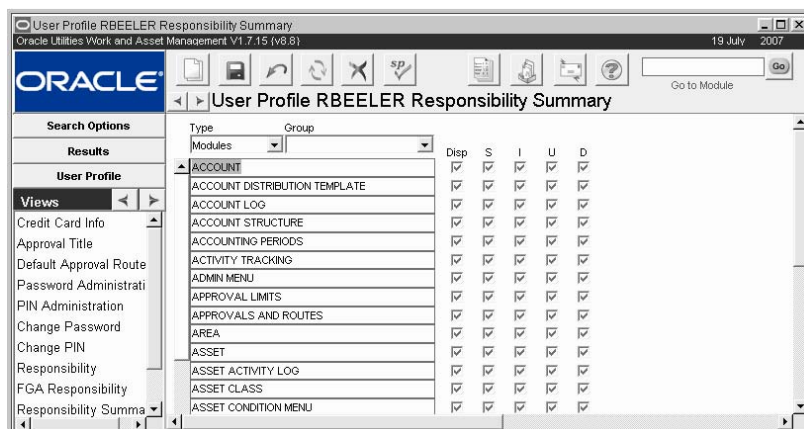 User Profile RBEELER Responsibility Summary
Oracle Utilities Work and Asset Management V1.7.15 (v8.8)
19 July 2007
ORACLE
sp
Go
Go to Module
User Profile RBEELER Responsibility Summary
Search Options
Results
User Profile
Views
Credit Card Info
Approval Title
Default Approval Route
Password Administrati
PIN Administration
Change Password
Change PIN
Responsibility
FGA Responsibility
Responsibility Summa
Type Group
Modules
Disp S I U D
ACCOUNT
ACCOUNT DISTRIBUTION TEMPLATE
ACCOUNT LOG
ACCOUNT STRUCTURE
ACCOUNTING PERIODS
ACTIVITY TRACKING
ADMIN MENU
APPROVAL LIMITS
APPROVALS AND ROUTES
AREA
ASSET
ASSET ACTIVITY LOG
ASSET CLASS
ASSET CONDITION MENU